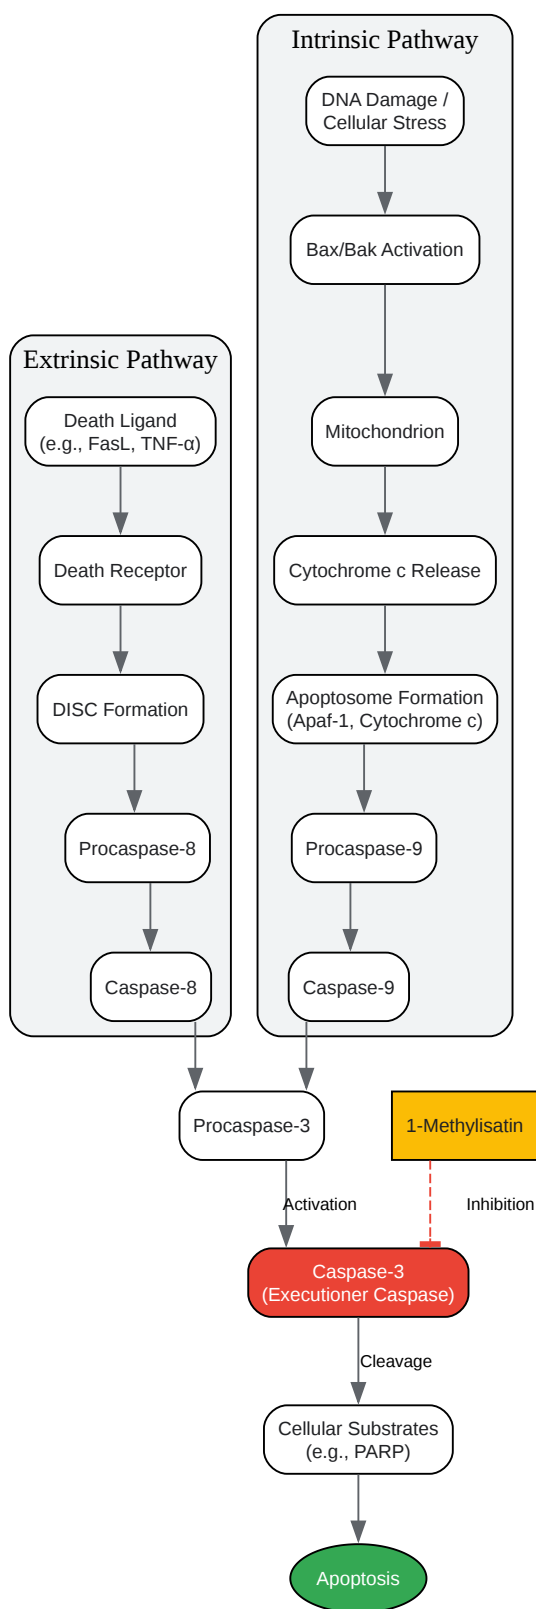 Intrinsic Pathway
DNA Damage /
Cellular Stress
Bax/Bak Activation
Extrinsic Pathway
Death Ligand
(e.g., FasL, TNF-α)
Mitochondrion
Death Receptor
Cytochrome c Release
DISC Formation
Apoptosome Formation
(Apaf-1, Cytochrome c)
Procaspase-8
Procaspase-9
Caspase-8
Caspase-9
Procaspase-3
1-Methylisatin
Activation
Inhibition
Caspase-3
(Executioner Caspase)
Cleavage
Cellular Substrates
(e.g., PARP)
Apoptosis